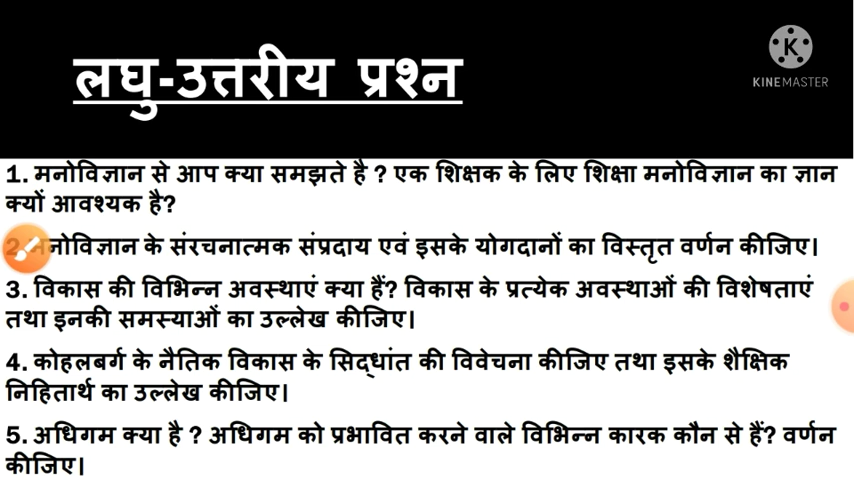 लघु-उत्तरीय प्रश्न
KINEMASTER
1. मनोविज्ञान से आप क्या समझते है ? एक शिक्षक के लिए शिक्षा मनोविज्ञान का ज्ञान
क्यों आवश्यक है?
2. मनोविज्ञान के संरचनात्मक संप्रदाय एवं इसके योगदानों का विस्तृत वर्णन कीजिए।
3. विकास की विभिन्न अवस्थाएं क्या हैं? विकास के प्रत्येक अवस्थाओं की विशेषताएं
तथा इनकी समस्याओं का उल्लेख कीजिए।
4. कोहलबर्ग के नैतिक विकास के सिद्धांत की विवेचना कीजिए तथा इसके शैक्षिक
निहितार्थ का उल्लेख कीजिए।
5. अधिगम क्या है ? अधिगम को प्रभावित करने वाले विभिन्न कारक कौन से हैं? वर्णन
कीजिए।